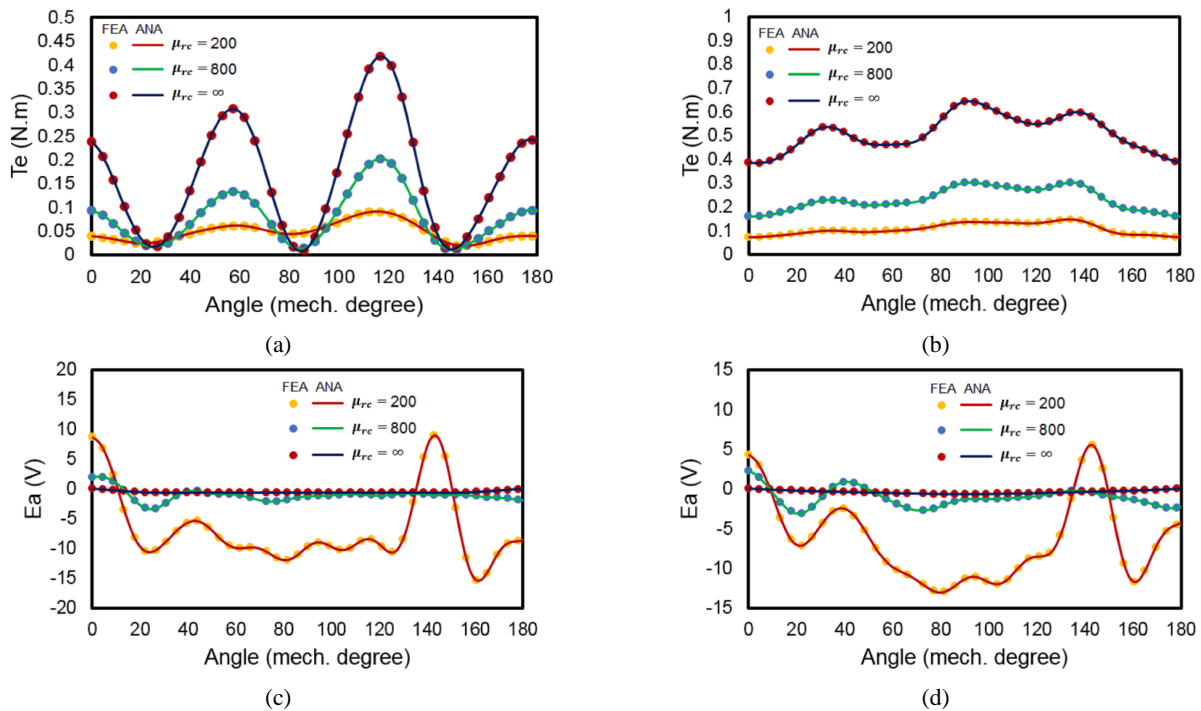 0.5
0.45
0.4
0.35
0.3
0.25
0.2
0.15
0.1
0.05
0
Te (N.m)
FEA ANA
μrc = 200
μrc = 800
μrc = ∞
0 20 40 60 80 100 120 140 160 180
Angle (mech. degree)
(a)
1
0.9
0.8
0.7
0.6
0.5
0.4
0.3
0.2
0.1
0
Te (N.m)
FEA ANA
μrc = 200
μrc = 800
μrc = ∞
0 20 40 60 80 100 120 140 160 180
Angle (mech. degree)
(b)
20
15
10
5
0
-5
-10
-15
-20
Ea (V)
FEA ANA
μrc = 200
μrc = 800
μrc = ∞
0 20 40 60 80 100 120 140 160 180
Angle (mech. degree)
(c)
15
10
5
0
-5
-10
-15
Ea (V)
FEA ANA
μrc = 200
μrc = 800
μrc = ∞
0 20 40 60 80 100 120 140 160 180
Angle (mech. degree)
(d)